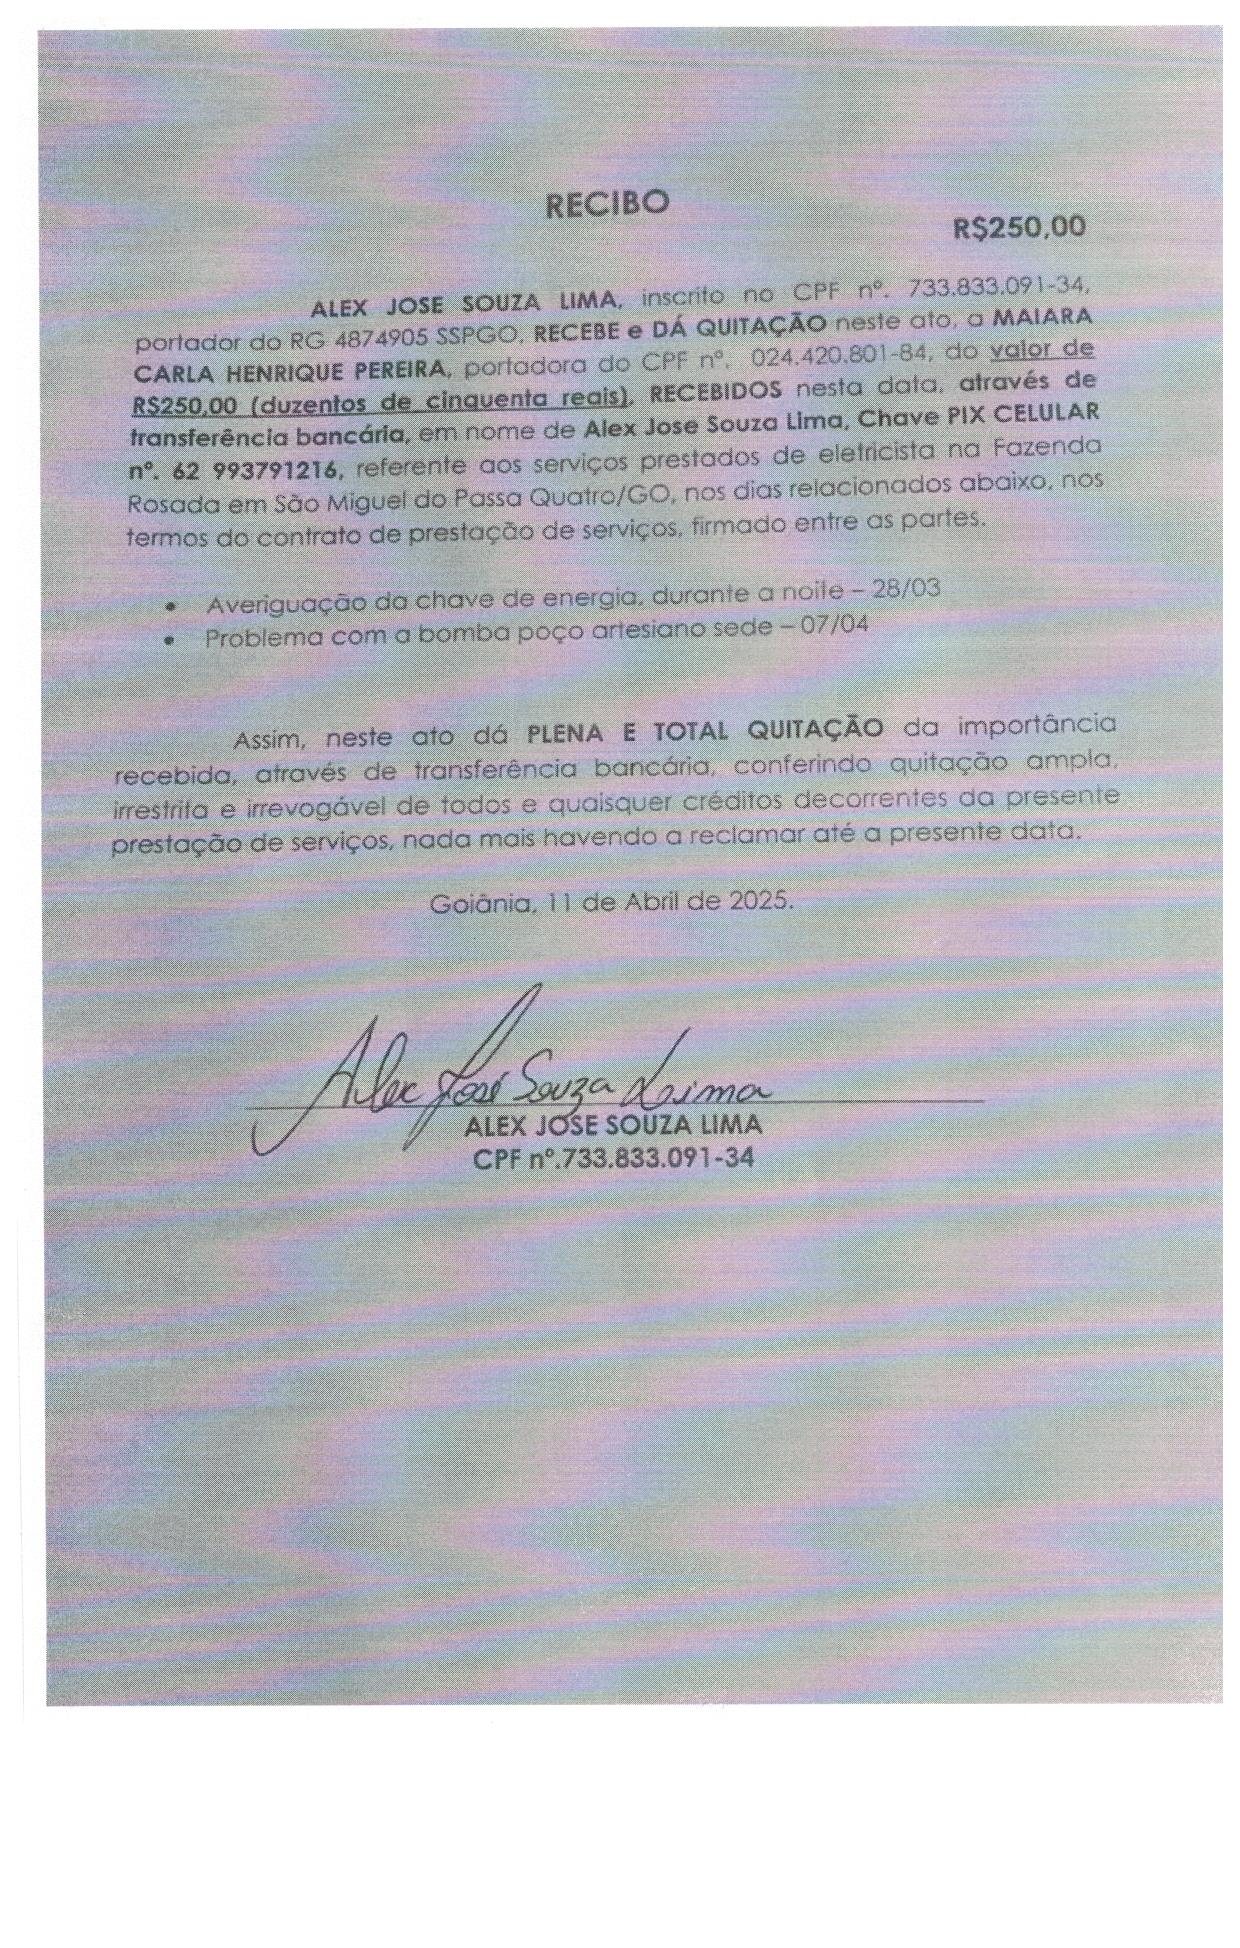 RECIBO
R$250,00
ALEX JOSE SOUZA LIMA, inscrito no CPF nº. 733.833.091-34,
portador do RG 4874905 SSPGO, RECEBE e DÁ QUITAÇÃO neste ato, a MAIARA
CARLA HENRIQUE PEREIRA, portadora do CPF nº. 024.420.801-84, do valor de
R$250,00 (duzentos de cinquenta reais), RECEBIDOS nesta data, através de
transferência bancária, em nome de Alex Jose Souza Lima, Chave PIX CELULAR
nº. 62 993791216, referente aos serviços prestados de eletricista na Fazenda
Rosada em São Miguel do Passa Quatro/GO, nos dias relacionados abaixo, nos
termos do contrato de prestação de serviços, firmado entre as partes.
• Averiguação da chave de energia, durante a noite – 28/03
• Problema com a bomba poço artesiano sede – 07/04
Assim, neste ato dá PLENA E TOTAL QUITAÇÃO da importância
recebida, através de transferência bancária, conferindo quitação ampla,
irrestrita e irrevogável de todos e quaisquer créditos decorrentes da presente
prestação de serviços, nada mais havendo a reclamar até a presente data.
Goiânia, 11 de Abril de 2025.
Alex José Souza Leima
ALEX JOSE SOUZA LIMA
CPF nº.733.833.091-34